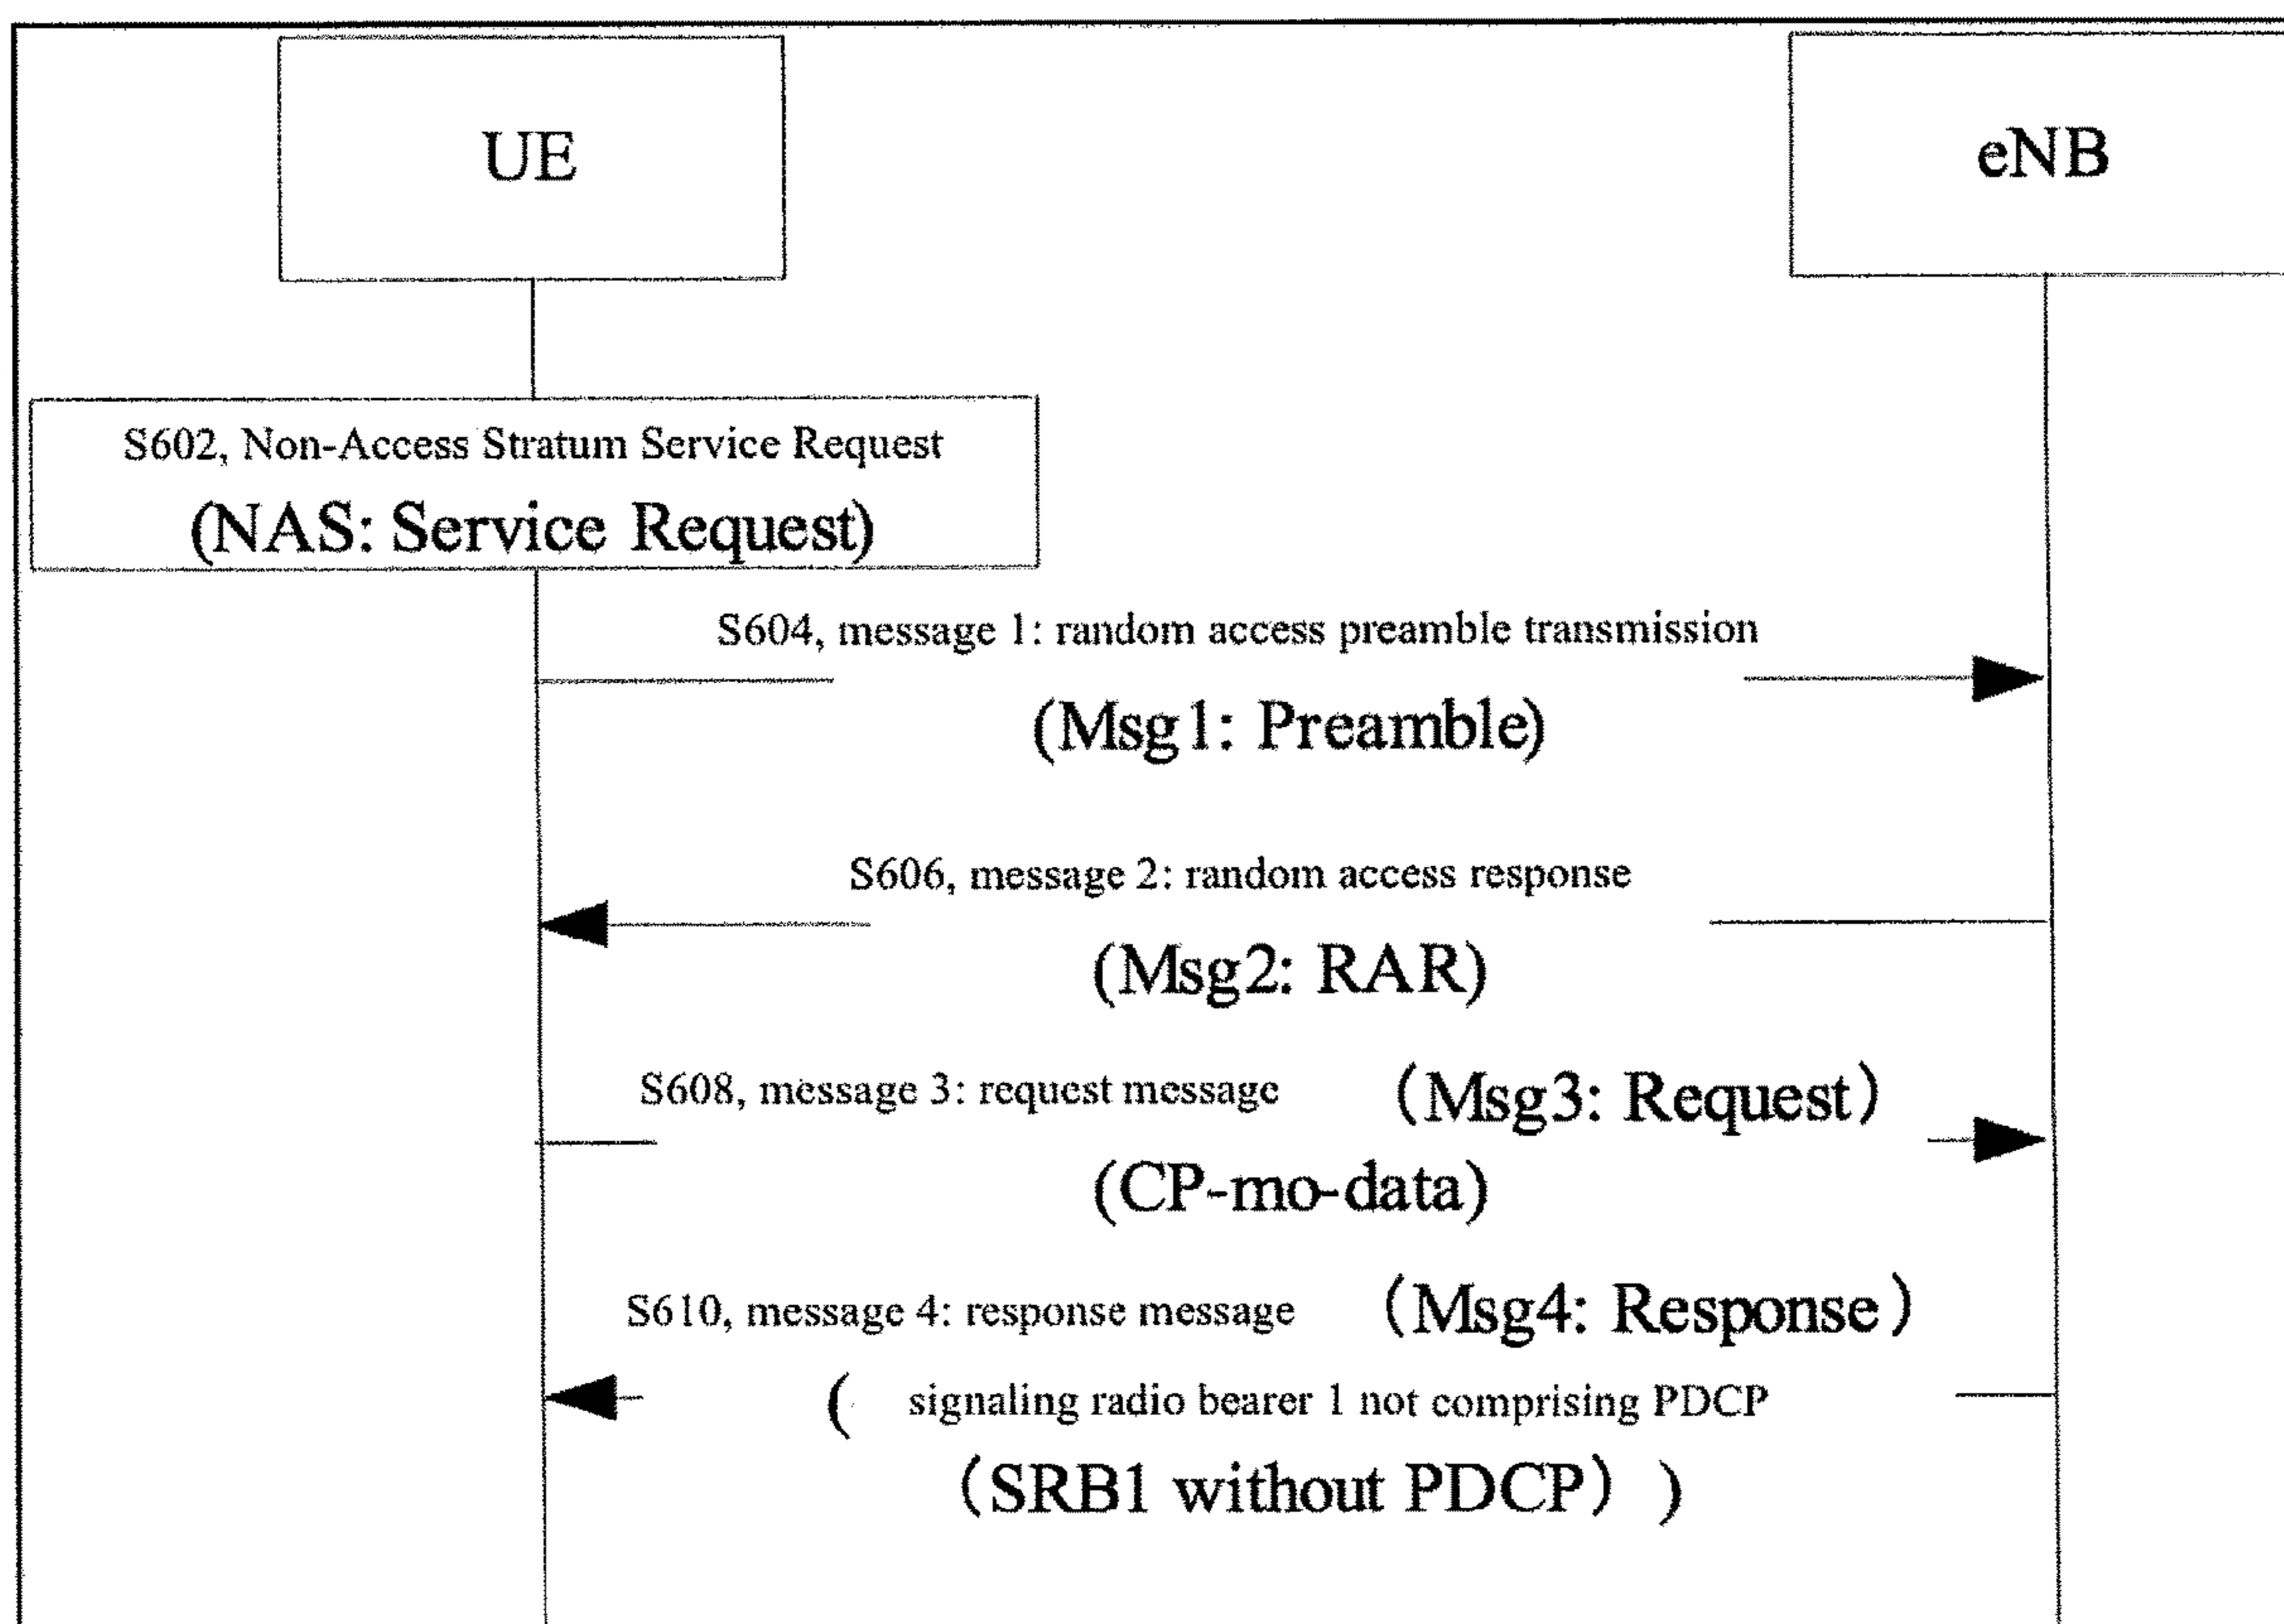 UE
eNB
S602, Non-Access Stratum Service Request
(NAS: Service Request)
S604, message 1: random access preamble transmission
(Msg1: Preamble)
S606, message 2: random access response
(Msg2: RAR)
S608, message 3: request message (Msg3: Request)
(CP-mo-data)
S610, message 4: response message (Msg4: Response)
( signaling radio bearer 1 not comprising PDCP
(SRB1 without PDCP) )